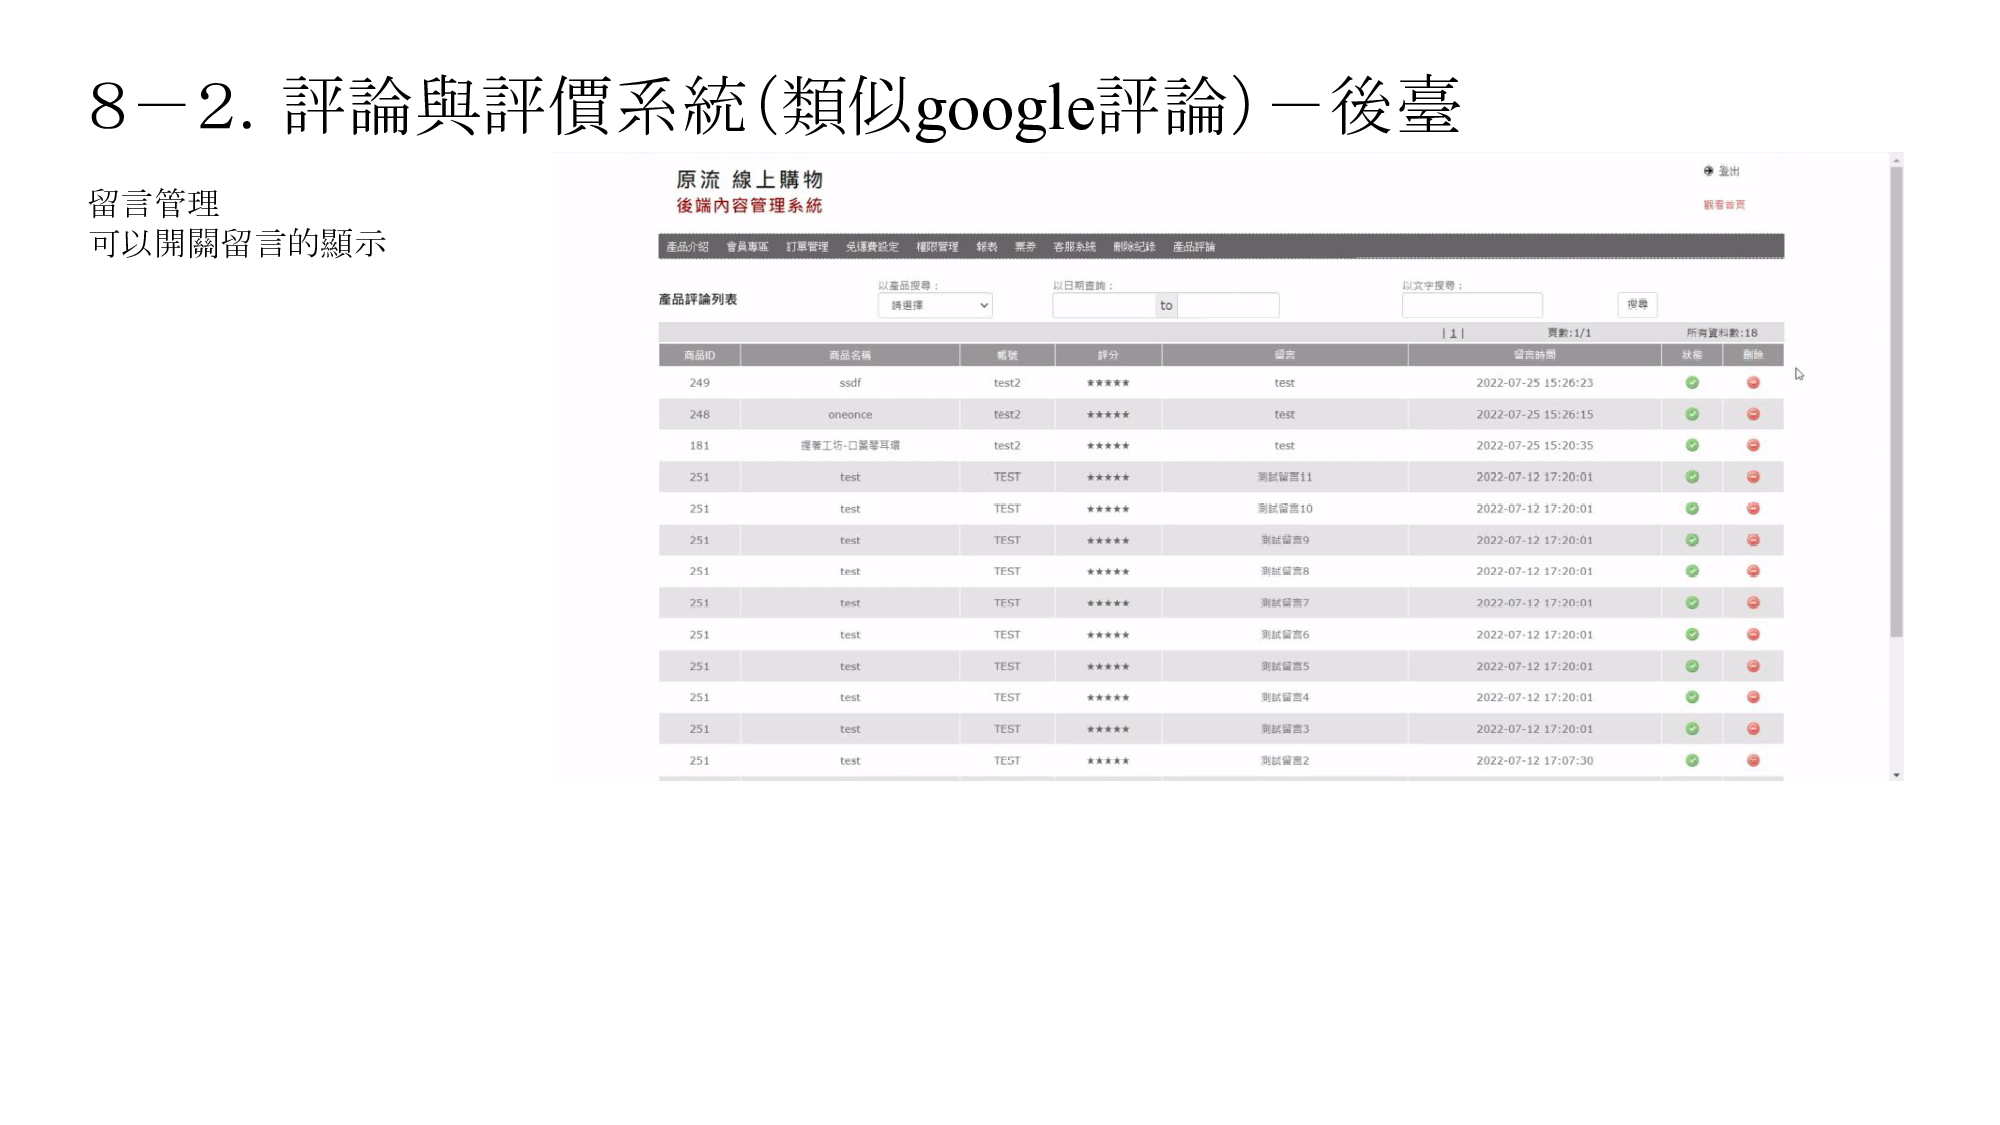 8－2. 評論與評價系統(類似google評論)－後臺
留言管理
可以開關留言的顯示
原流 線上購物
後端內容管理系統
登出
觀看首頁
產品介紹 會員專區 訂單管理 免運費設定 權限管理 報表 票券 客服系統 刪除紀錄 產品評論
產品評論列表
以產品搜尋：
請選擇
以日期查詢：
to
以文字搜尋：
搜尋
| 1 | 頁數:1/1 所有資料數:18
商品ID 商品名稱 帳號 評分 留言 留言時間 狀態 刪除
249 ssdf test2 ★★★★★ test 2022-07-25 15:26:23
248 oneonce test2 ★★★★★ test 2022-07-25 15:26:15
181 握著工坊-口簧琴耳環 test2 ★★★★★ test 2022-07-25 15:20:35
251 test TEST ★★★★★ 測試留言11 2022-07-12 17:20:01
251 test TEST ★★★★★ 測試留言10 2022-07-12 17:20:01
251 test TEST ★★★★★ 測試留言9 2022-07-12 17:20:01
251 test TEST ★★★★★ 測試留言8 2022-07-12 17:20:01
251 test TEST ★★★★★ 測試留言7 2022-07-12 17:20:01
251 test TEST ★★★★★ 測試留言6 2022-07-12 17:20:01
251 test TEST ★★★★★ 測試留言5 2022-07-12 17:20:01
251 test TEST ★★★★★ 測試留言4 2022-07-12 17:20:01
251 test TEST ★★★★★ 測試留言3 2022-07-12 17:20:01
251 test TEST ★★★★★ 測試留言2 2022-07-12 17:07:30